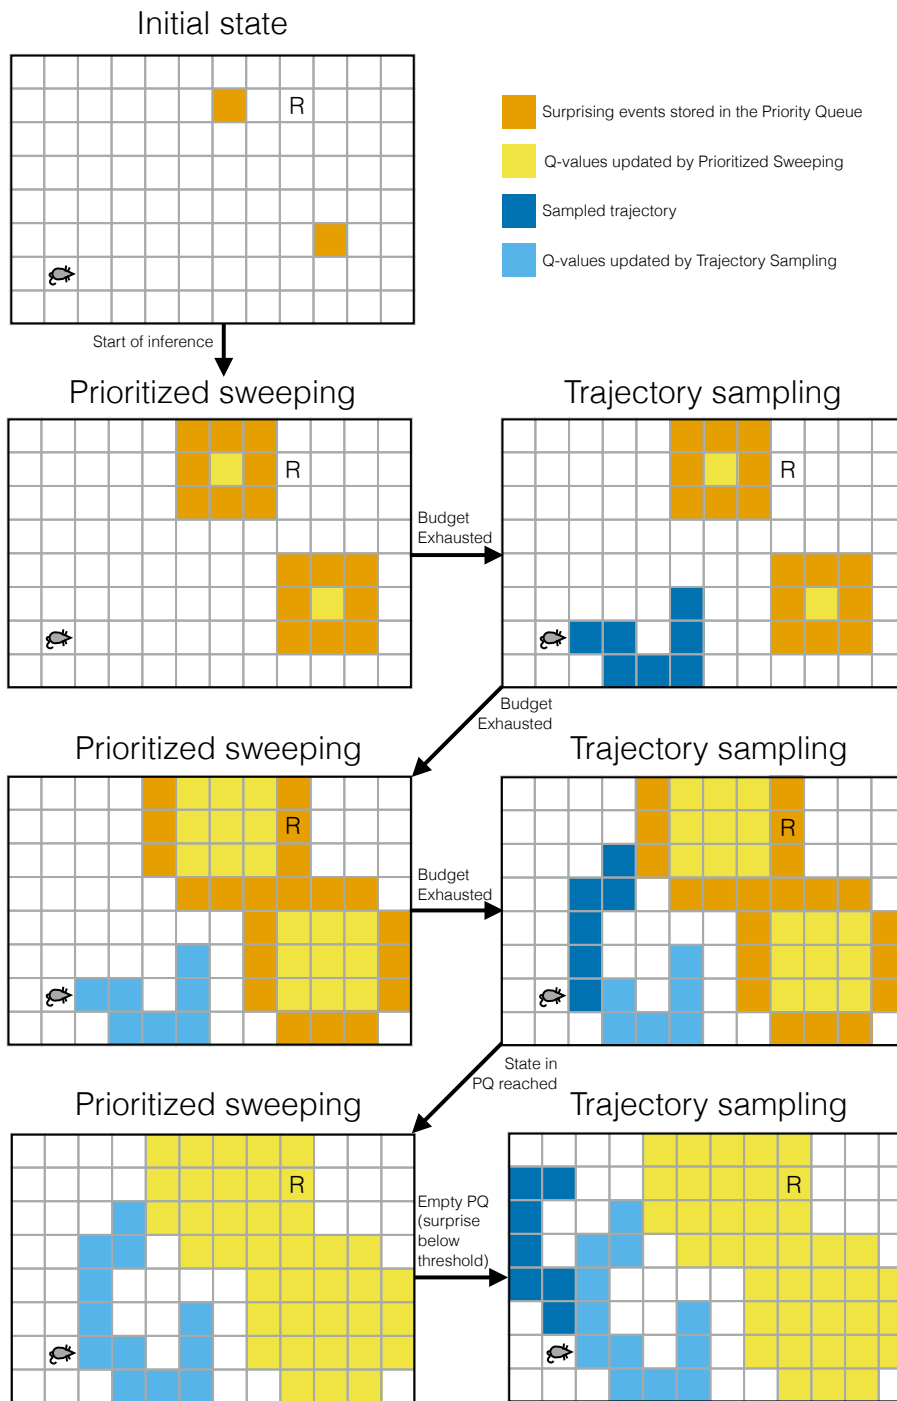 Initial state
R
Surprising events stored in the Priority Queue
Q-values updated by Prioritized Sweeping
Sampled trajectory
Q-values updated by Trajectory Sampling
Start of inference
Prioritized sweeping
Trajectory sampling
R
R
Budget
Exhausted
Budget
Exhausted
Prioritized sweeping
Trajectory sampling
R
R
Budget
Exhausted
State in
PQ reached
Prioritized sweeping
Trajectory sampling
R
R
Empty PQ
(surprise
below
threshold)